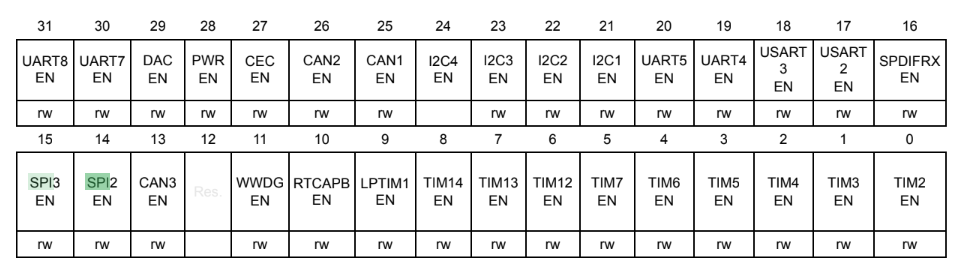 31 30 29 28 27 26 25 24 23 22 21 20 19 18 17 16
UART8 EN UART7 EN DAC EN PWR EN CEC EN CAN2 EN CAN1 EN I2C4 EN I2C3 EN I2C2 EN I2C1 EN UART5 EN UART4 EN USART 3 EN USART 2 EN SPDIFRX EN
rw rw rw rw rw rw rw rw rw rw rw rw rw rw rw
15 14 13 12 11 10 9 8 7 6 5 4 3 2 1 0
SPI3 EN SPI2 EN CAN3 EN Res. WWDG EN RTCAPB EN LPTIM1 EN TIM14 EN TIM13 EN TIM12 EN TIM7 EN TIM6 EN TIM5 EN TIM4 EN TIM3 EN TIM2 EN
rw rw rw rw rw rw rw rw rw rw rw rw rw rw rw